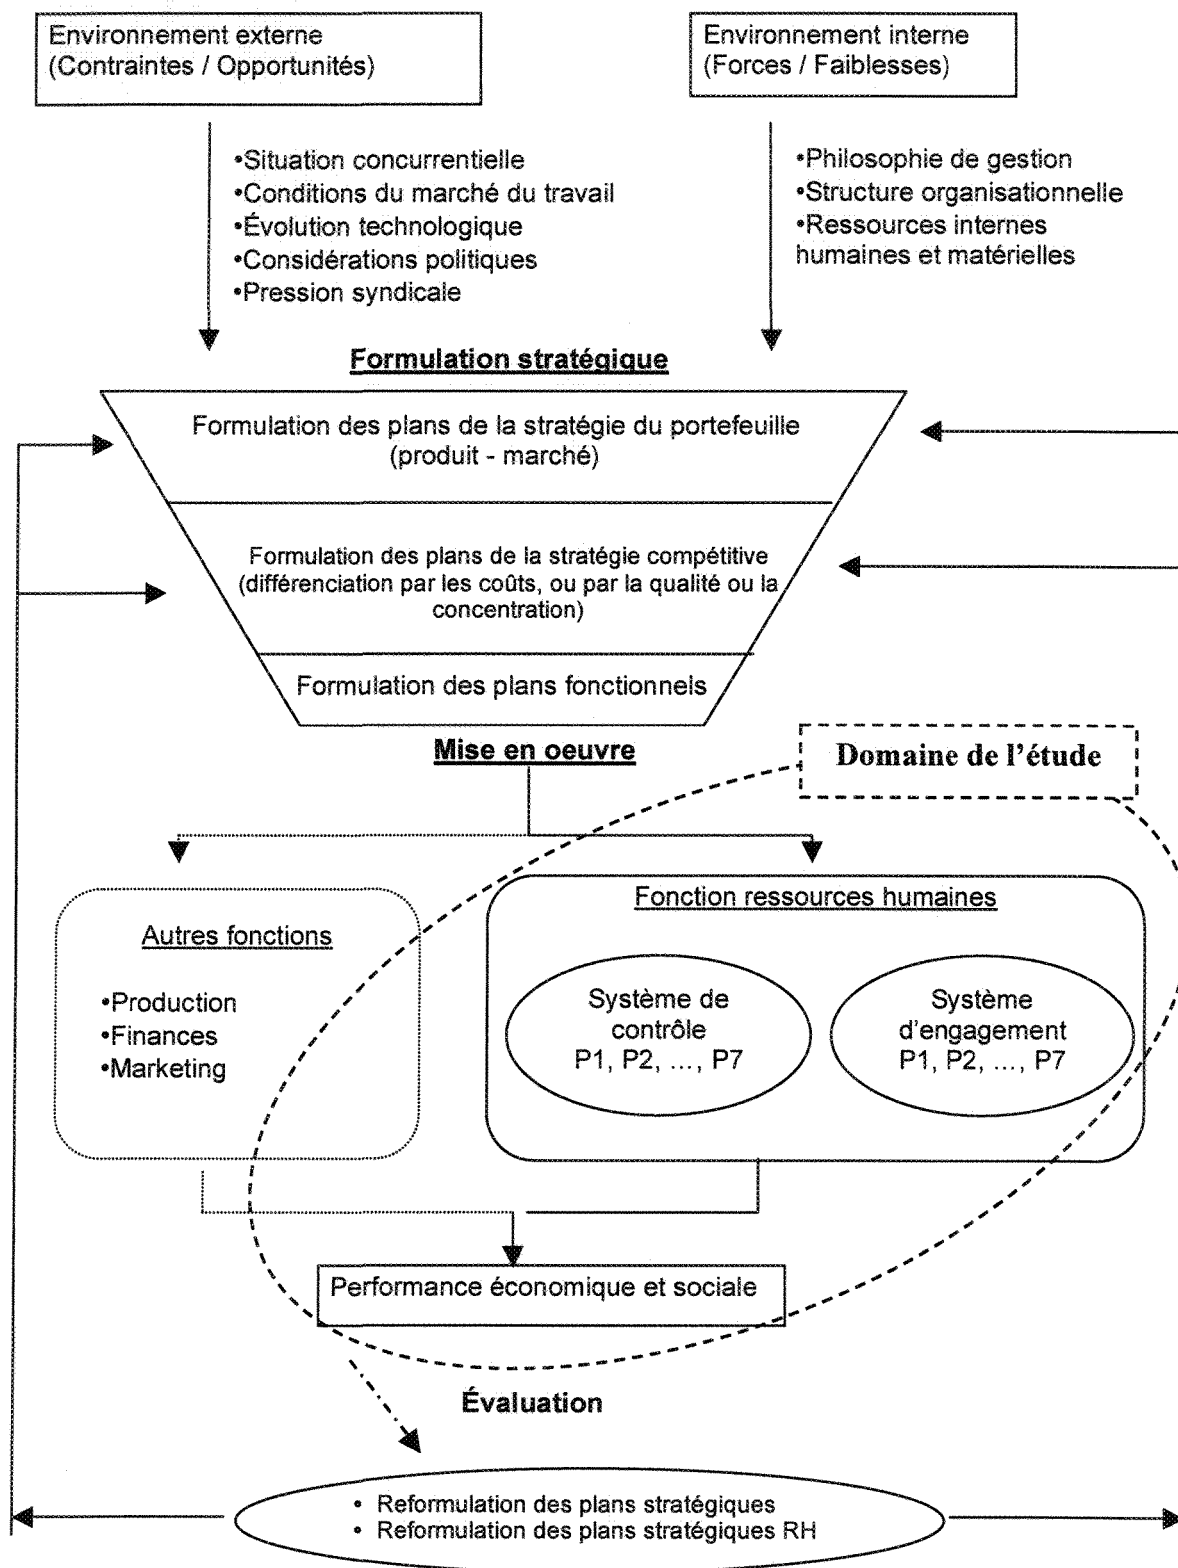 Environnement externe
(Contraintes / Opportunités)
Environnement interne
(Forces / Faiblesses)
•Situation concurrentielle
•Conditions du marché du travail
•Évolution technologique
•Considérations politiques
•Pression syndicale
•Philosophie de gestion
•Structure organisationnelle
•Ressources internes
humaines et matérielles
Formulation stratégique
Formulation des plans de la stratégie du portefeuille
(produit - marché)
Formulation des plans de la stratégie compétitive
(différenciation par les coûts, ou par la qualité ou la
concentration)
Formulation des plans fonctionnels
Mise en oeuvre
Domaine de l'étude
Autres fonctions
•Production
•Finances
•Marketing
Fonction ressources humaines
Système de
contrôle
P1, P2, ..., P7
Système
d'engagement
P1, P2, ..., P7
Performance économique et sociale
Évaluation
• Reformulation des plans stratégiques
• Reformulation des plans stratégiques RH